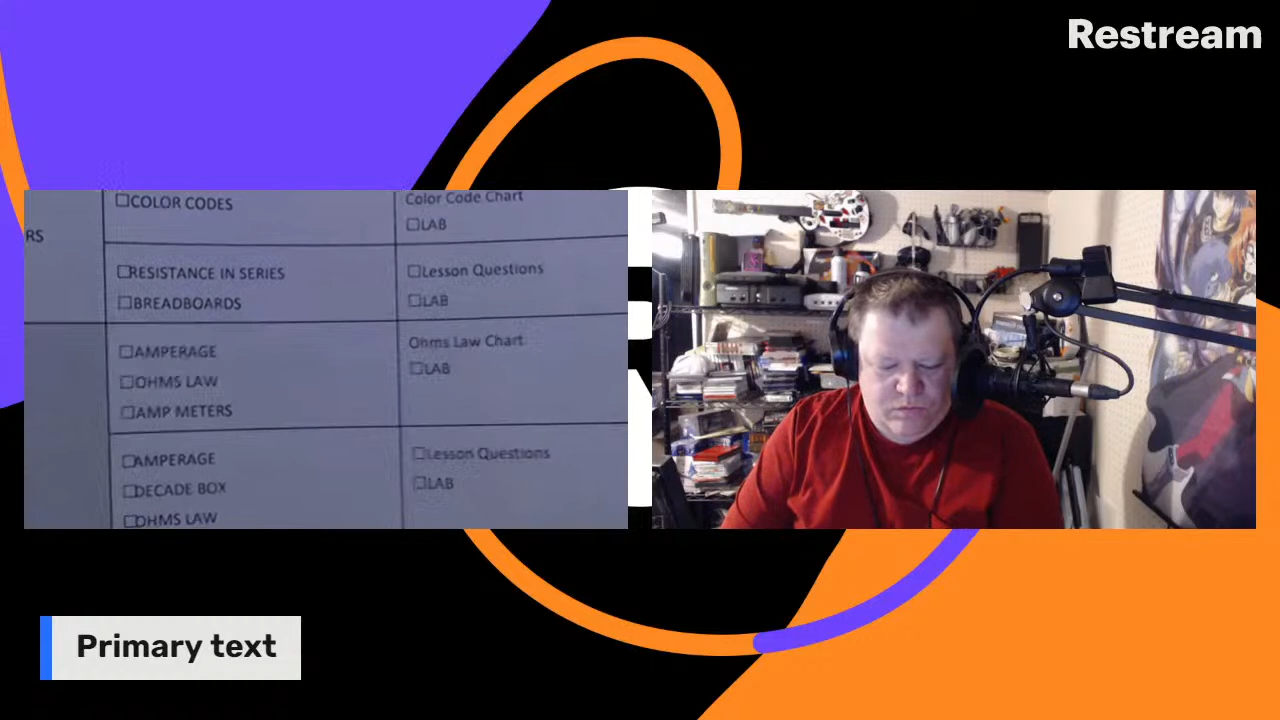 Restream
☐COLOR CODES
Color Code Chart
☐LAB
RS
☐RESISTANCE IN SERIES
☐Lesson Questions
☐BREADBOARDS
☐LAB
☐AMPERAGE
Ohms Law Chart
☐OHMS LAW
☐LAB
☐AMP METERS
☐AMPERAGE
☐Lesson Questions
☐DECADE BOX
☐LAB
☐OHMS LAW
Primary text